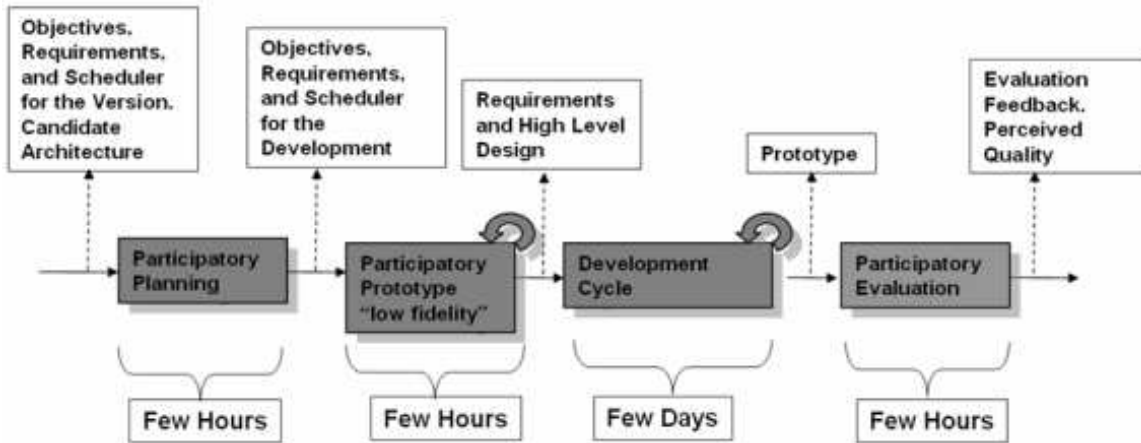 Objectives,
Requirements,
and Scheduler
for the Version.
Candidate
Architecture
Objectives,
Requirements,
and Scheduler
for the
Development
Requirements
and High Level
Design
Prototype
Evaluation
Feedback.
Perceived
Quality
Participatory
Planning
Participatory
Prototype
“low fidelity”
Development
Cycle
Participatory
Evaluation
Few Hours
Few Hours
Few Days
Few Hours